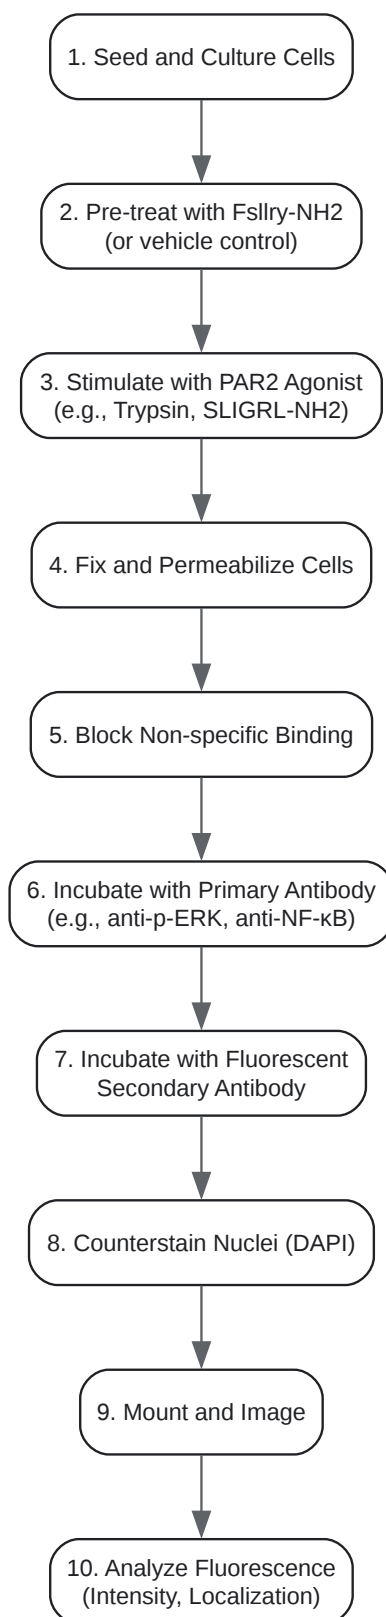 1. Seed and Culture Cells
2. Pre-treat with Fsllry-NH2
(or vehicle control)
3. Stimulate with PAR2 Agonist
(e.g., Trypsin, SLIGRL-NH2)
4. Fix and Permeabilize Cells
5. Block Non-specific Binding
6. Incubate with Primary Antibody
(e.g., anti-p-ERK, anti-NF-κB)
7. Incubate with Fluorescent
Secondary Antibody
8. Counterstain Nuclei (DAPI)
9. Mount and Image
10. Analyze Fluorescence
(Intensity, Localization)